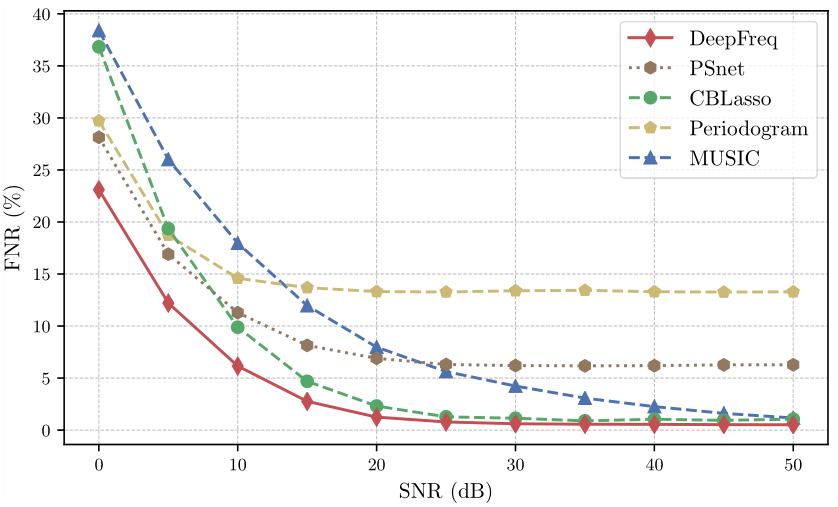 40
35
30
25
20
15
10
5
0
FNR (%)
0 10 20 30 40 50
SNR (dB)
DeepFreq
PSnet
CBLasso
Periodogram
MUSIC